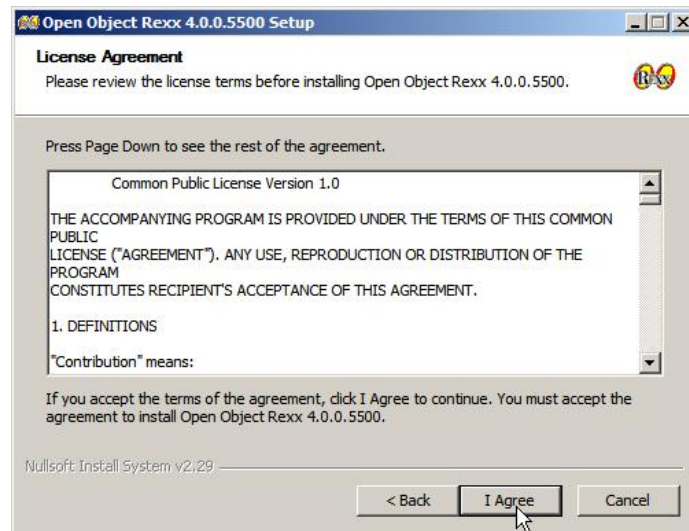 Open Object Rexx 4.0.0.5500 Setup
License Agreement
Please review the license terms before installing Open Object Rexx 4.0.0.5500.
Rexx
Press Page Down to see the rest of the agreement.
Common Public License Version 1.0
THE ACCOMPANYING PROGRAM IS PROVIDED UNDER THE TERMS OF THIS COMMON
PUBLIC
LICENSE ("AGREEMENT"). ANY USE, REPRODUCTION OR DISTRIBUTION OF THE
PROGRAM
CONSTITUTES RECIPIENT'S ACCEPTANCE OF THIS AGREEMENT.
1. DEFINITIONS
"Contribution" means:
If you accept the terms of the agreement, click I Agree to continue. You must accept the
agreement to install Open Object Rexx 4.0.0.5500.
Nullsoft Install System v2.29
< Back I Agree Cancel